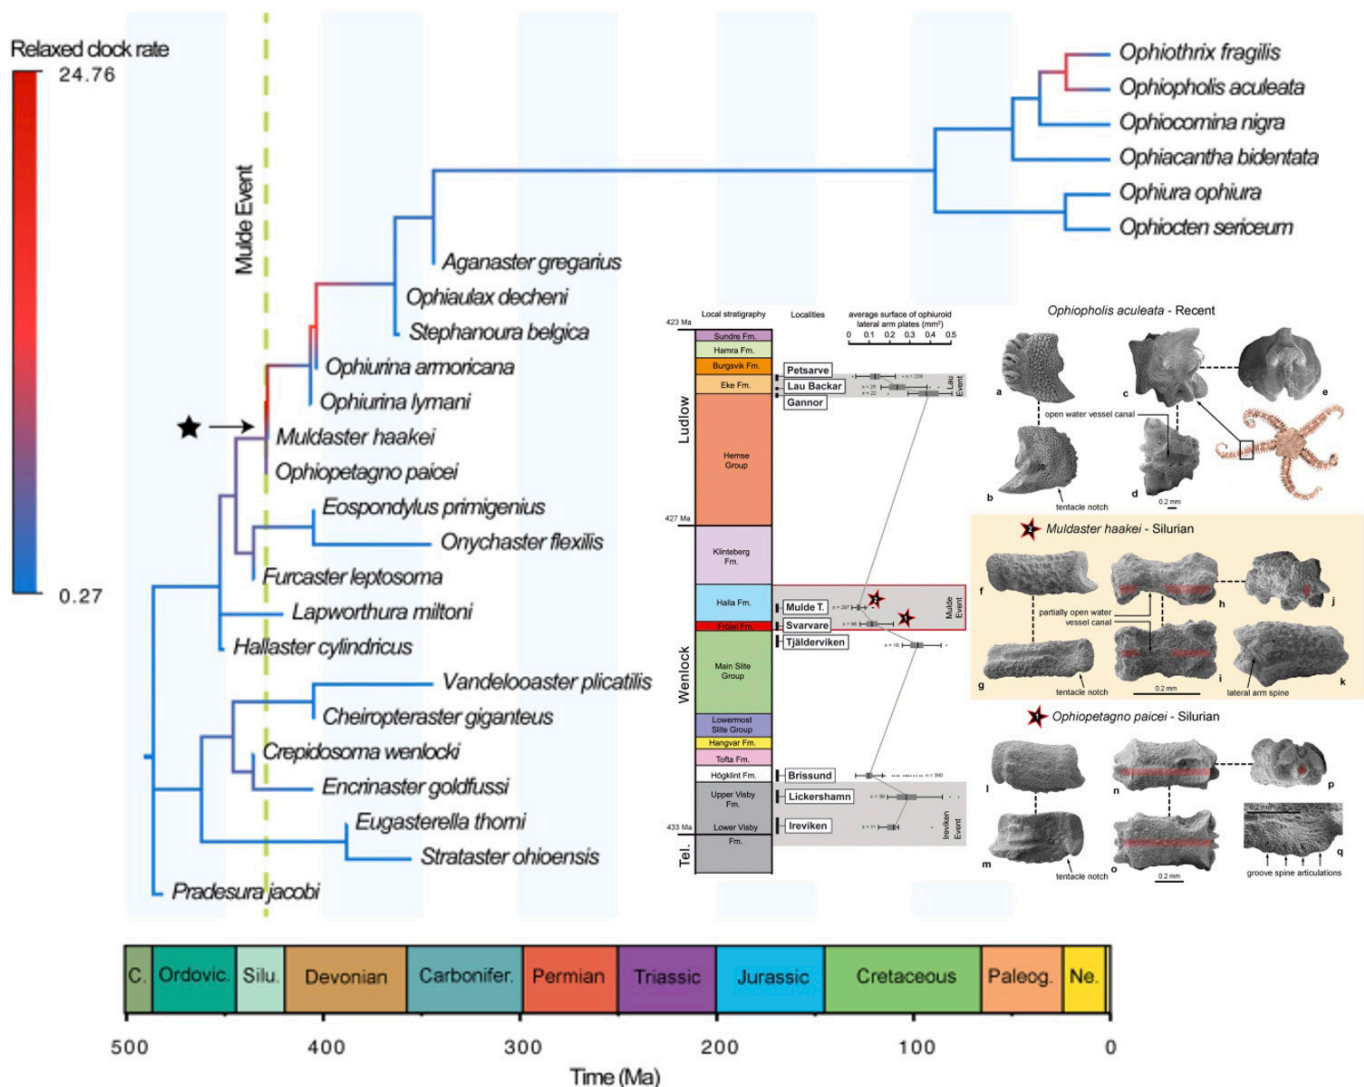 Relaxed clock rate
24.76
0.27
Mulde Event
Ophiothrix fragilis
Ophiopholis aculeata
Ophiocomina nigra
Ophiacantha bidentata
Ophiura ophiura
Ophiocten sericeum
Aganaster gregarius
Ophiaulax decheni
Stephanoura belgica
Ophiurina armoricana
Ophiurina lymani
Muldaster haakei
Ophiopetagno paicei
Eospondylus primigenius
Onychaster flexilis
Furcaster leptosoma
Lapworthura miltoni
Hallaster cylindricus
Vandelooaster plicatilis
Cheiropteraster giganteus
Crepidosoma wenlocki
Encrinaster goldfussi
Eugasterella thorni
Strataster ohioensis
Pradesura jacobi
Local stratigraphy
Localities
average surface of ophiuroid
lateral arm plates (mm²)
0 0.1 0.2 0.3 0.4 0.5
423 Ma
427 Ma
433 Ma
Ludlow
Wenlock
Tel.
Sundre Fm.
Hamra Fm.
Burgsvik Fm.
Eke Fm.
Hemse
Group
Klinteberg
Fm.
Halla Fm.
Fröjel Fm.
Main Slite
Group
Lowermost
Slite Group
Hangvar Fm.
Tofta Fm.
Högklint Fm.
Upper Visby
Fm.
Lower Visby
Fm.
Petsarve
Lau Backar
Gannor
Mulde T.
Svarvare
Tjälderviken
Brissund
Lickershamn
Ireviken
n = 25
n = 22
n = 11
Lau
Event
Mulde
Event
Ireviken
Event
2
1
Ophiopholis aculeata - Recent
a
b
c
d
e
open water vessel canal
tentacle notch
0.2 mm
2
Muldaster haakei - Silurian
f
g
h
i
j
k
partially open water
vessel canal
tentacle notch
0.2 mm
lateral arm spine
1
Ophiopetagno paicei - Silurian
l
m
n
o
p
q
0.2 mm
tentacle notch
0.2 mm
groove spine articulations
C.
Ordovic.
Silu.
Devonian
Carbonifer.
Permian
Triassic
Jurassic
Cretaceous
Paleog.
Ne.
500 400 300 200 100 0
Time (Ma)